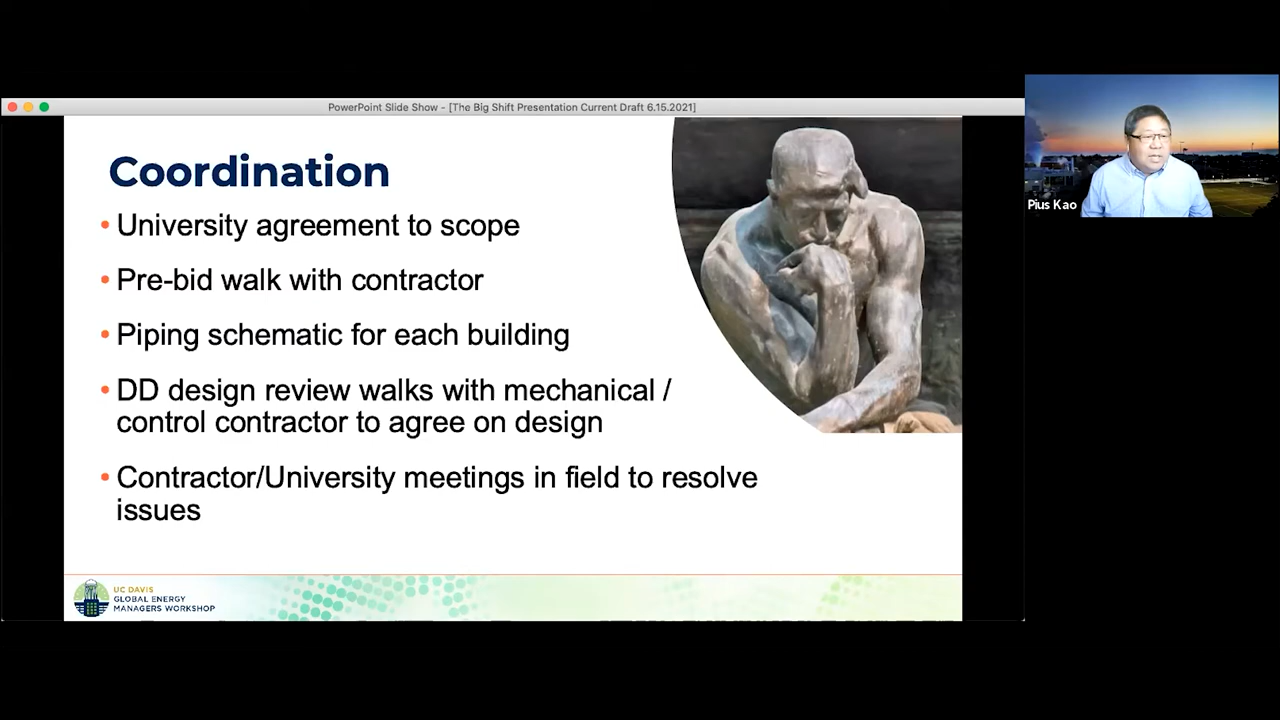 PowerPoint Slide Show - [The Big Shift Presentation Current Draft 6.15.2021]
Coordination
• University agreement to scope
• Pre-bid walk with contractor
• Piping schematic for each building
• DD design review walks with mechanical /
control contractor to agree on design
• Contractor/University meetings in field to resolve
issues
UC DAVIS
GLOBAL ENERGY
MANAGERS WORKSHOP
Pius Kao